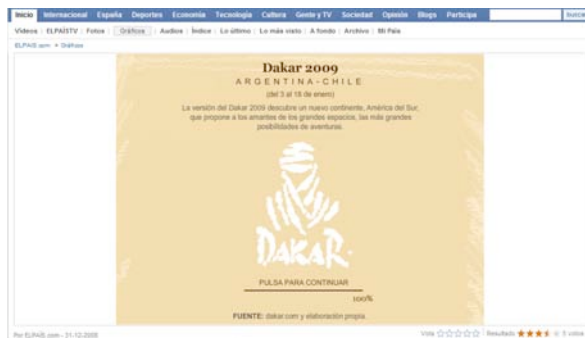 Inicio Internacional España Deportes Economía Tecnología Cultura Gente y TV Sociedad Opinión Blogs Participa buscar
Vídeos ELPAÍSTV Fotos Gráficos Audios Índice Lo último Lo más visto A fondo Archivo Mi País
ELPAIS.com > Gráficos
Dakar 2009
ARGENTINA-CHILE
(del 3 al 18 de enero)
La versión del Dakar 2009 descubre un nuevo continente, América del Sur,
que propone a los amantes de los grandes espacios, las más grandes
posibilidades de aventuras.
DAKAR
PULSA PARA CONTINUAR
100%
FUENTE: dakar.com y elaboración propia.
Por ELPAÍS.com - 31-12-2008
Vota Resultado 5 votos